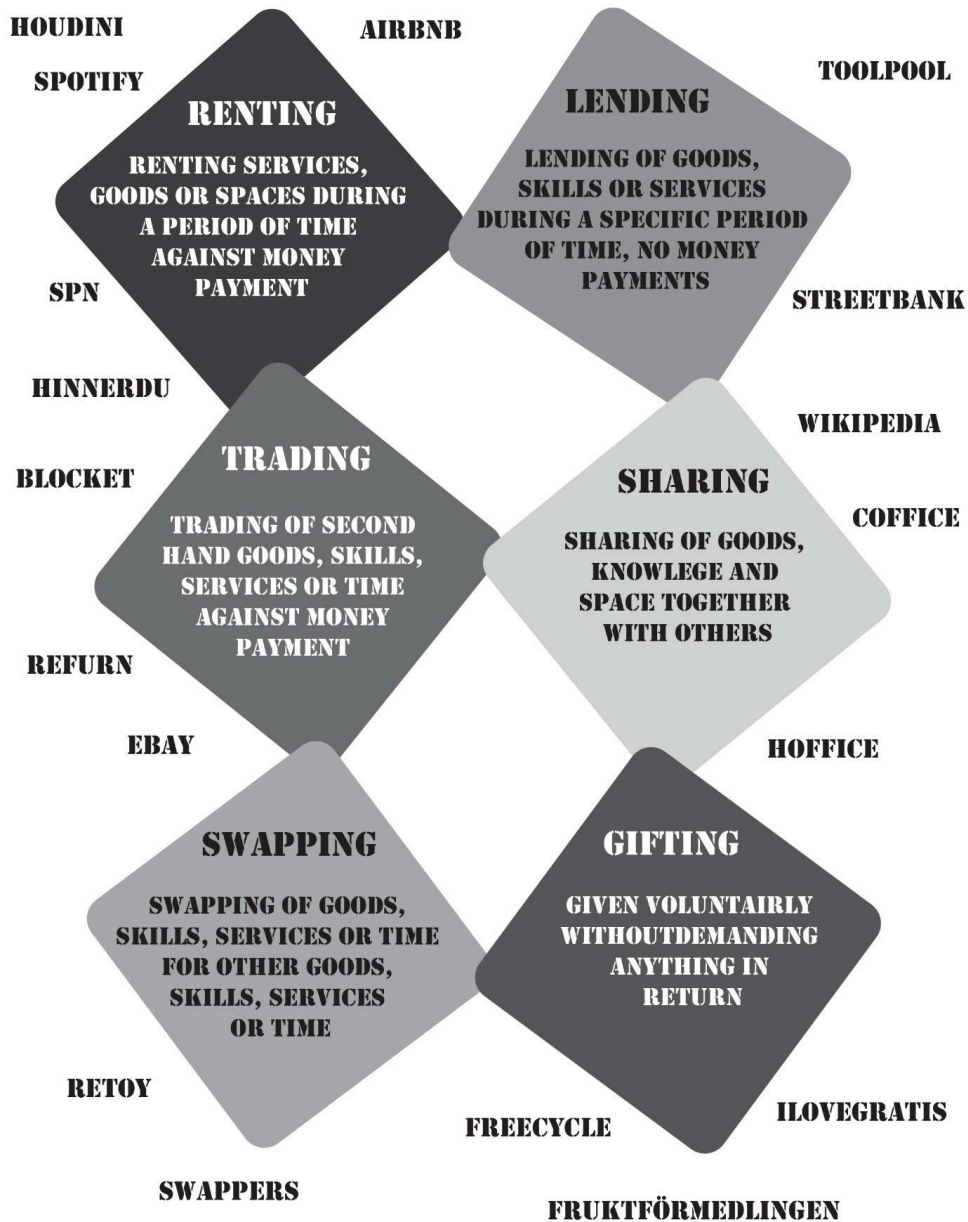 HOUDINI
AIRBNB
SPOTIFY
TOOLPOOL
RENTING
RENTING SERVICES,
GOODS OR SPACES DURING
A PERIOD OF TIME
AGAINST MONEY
PAYMENT
LENDING
LENDING OF GOODS,
SKILLS OR SERVICES
DURING A SPECIFIC PERIOD
OF TIME, NO MONEY
PAYMENTS
SPN
STREETBANK
HINNERDU
WIKIPEDIA
BLOCKET
TRADING
TRADING OF SECOND
HAND GOODS, SKILLS,
SERVICES OR TIME
AGAINST MONEY
PAYMENT
SHARING
SHARING OF GOODS,
KNOWLEGE AND
SPACE TOGETHER
WITH OTHERS
COFFICE
REFURN
EBAY
HOFFICE
SWAPPING
SWAPPING OF GOODS,
SKILLS, SERVICES OR TIME
FOR OTHER GOODS,
SKILLS, SERVICES
OR TIME
GIFTING
GIVEN VOLUNTAIRLY
WITHOUTDEMANDING
ANYTHING IN
RETURN
RETOY
FREECYCLE
ILOVEGRATIS
SWAPPERS
FRUKTFÖRMEDLINGEN